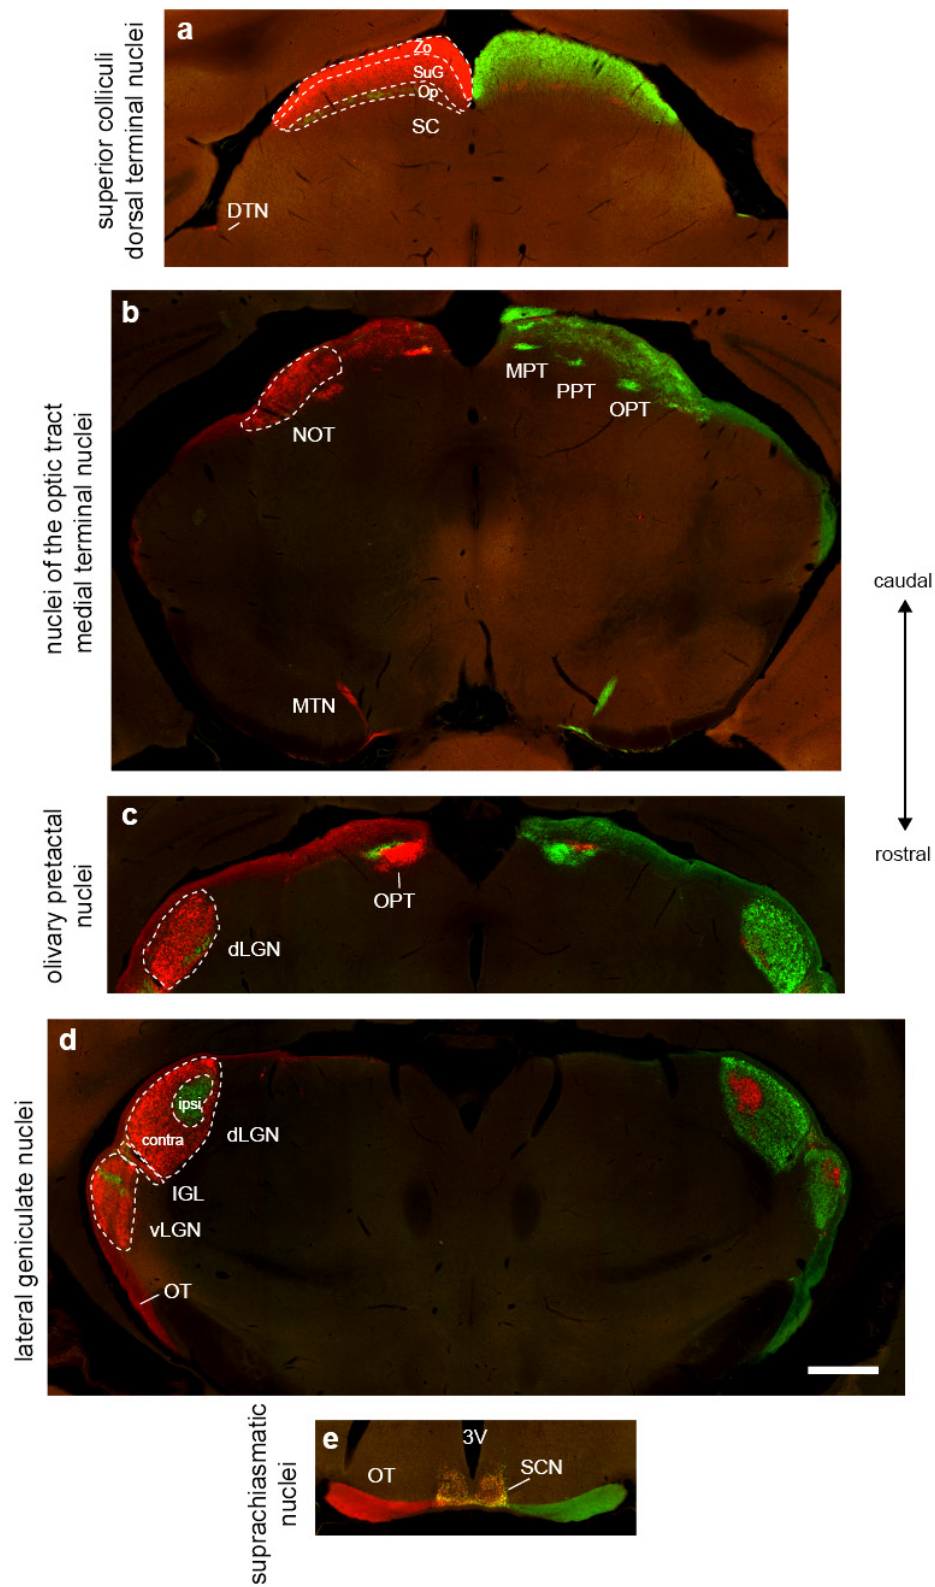 superior colliculi
dorsal terminal nuclei
a
Zo
SuG
Op
SC
DTN
nuclei of the optic tract
medial terminal nuclei
b
MPT
PPT
OPT
NOT
MTN
caudal
rostral
olivary pretactal
nuclei
c
OPT
dLGN
lateral geniculate nuclei
d
ipsi
contra
dLGN
IGL
vLGN
OT
suprachiasmatic
nuclei
e
3V
OT
SCN